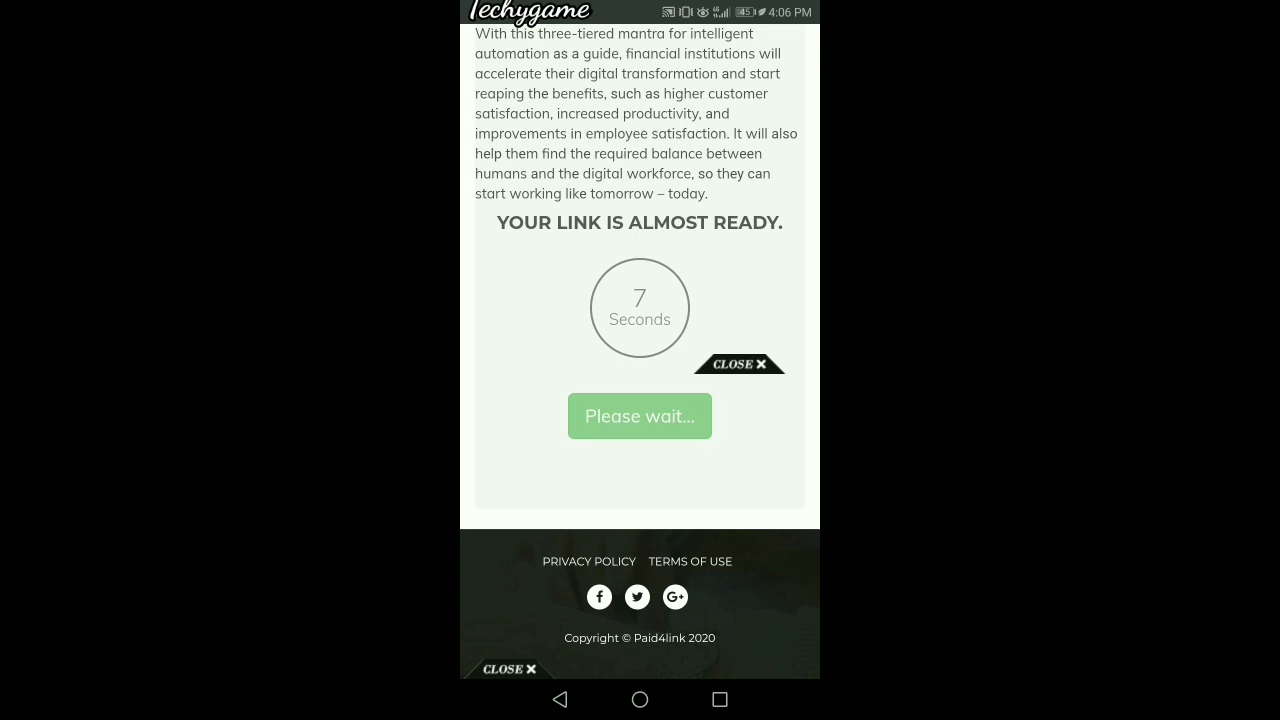 Techygame
45 4:06 PM
With this three-tiered mantra for intelligent
automation as a guide, financial institutions will
accelerate their digital transformation and start
reaping the benefits, such as higher customer
satisfaction, increased productivity, and
improvements in employee satisfaction. It will also
help them find the required balance between
humans and the digital workforce, so they can
start working like tomorrow – today.
YOUR LINK IS ALMOST READY.
7
Seconds
CLOSE X
Please wait...
PRIVACY POLICY TERMS OF USE
Copyright © Paid4link 2020
CLOSE X